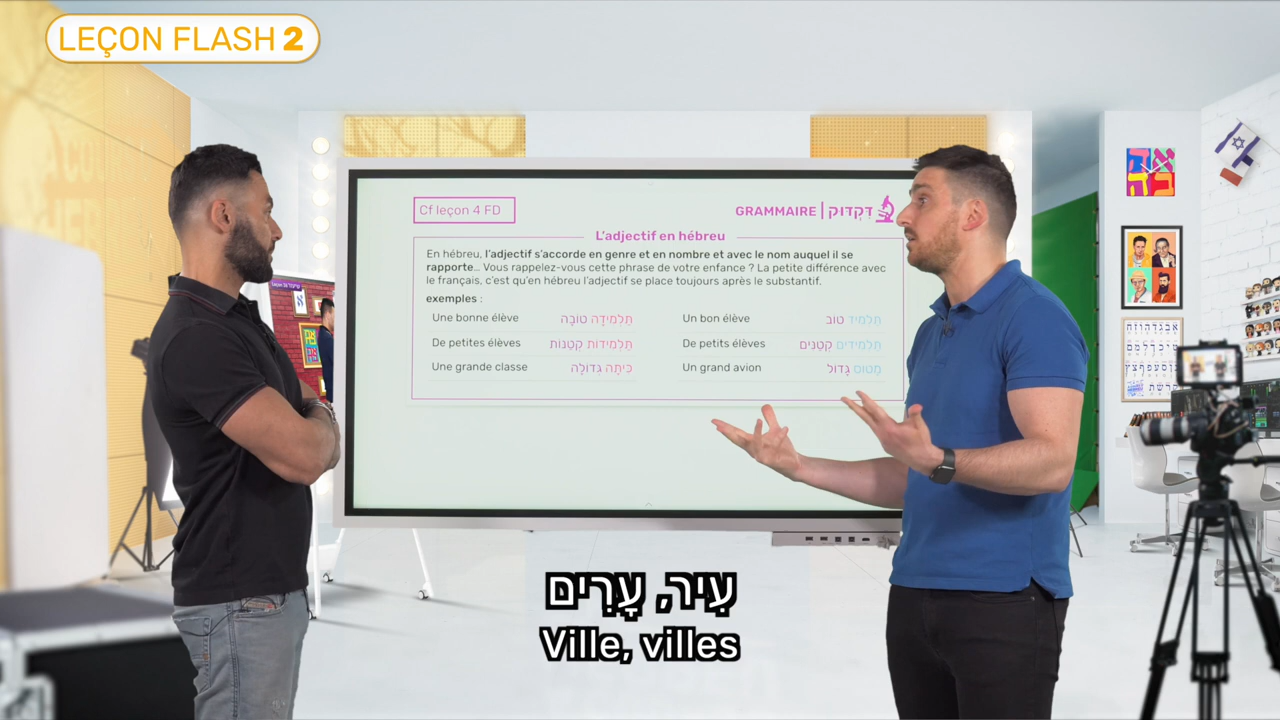 LEÇON FLASH 2
Cf leçon 4 FD
GRAMMAIRE | דִּקְדּוּק
L'adjectif en hébreu
En hébreu, l'adjectif s'accorde en genre et en nombre et avec le nom auquel il se
rapporte... Vous rappelez-vous cette phrase de votre enfance ? La petite différence avec
le français, c'est qu'en hébreu l'adjectif se place toujours après le substantif.
exemples :
Une bonne élève תַּלְמִידָה טוֹבָה
De petites élèves תַּלְמִידוֹת קְטַנּוֹת
Une grande classe כִּיתָה גְּדוֹלָה
Un bon élève תַּלְמִיד טוֹב
De petits élèves תַּלְמִידִים קְטַנִּים
Un grand avion מָטוֹס גָּדוֹל
עִיר, עָרִים
Ville, villes